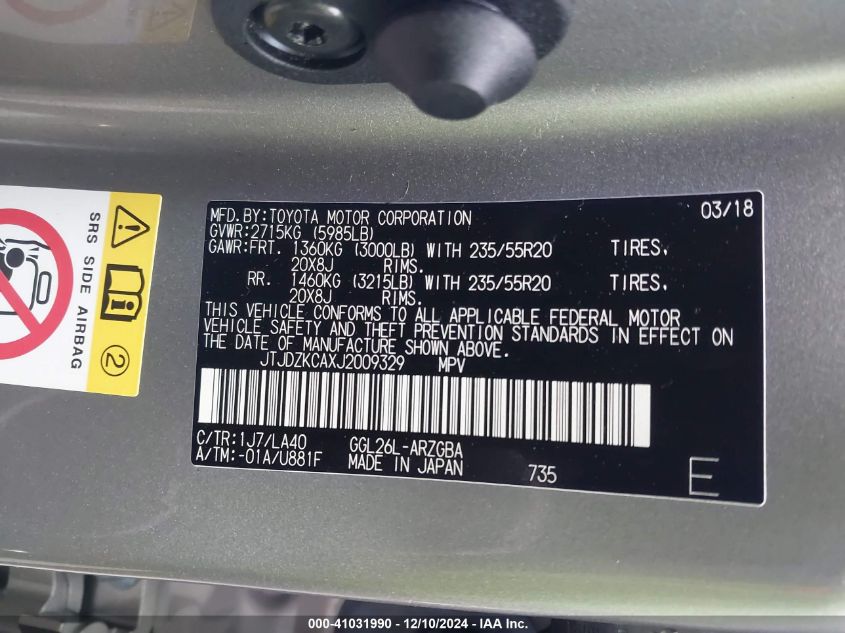 MFD.BY:TOYOTA MOTOR CORPORATION 03/18
GVWR:2715KG (5985LB)
GAWR:FRT. 1360KG (3000LB) WITH 235/55R20 TIRES,
20X8J RIMS.
RR. 1460KG (3215LB) WITH 235/55R20 TIRES,
20X8J RIMS.
THIS VEHICLE CONFORMS TO ALL APPLICABLE FEDERAL MOTOR
VEHICLE SAFETY AND THEFT PREVENTION STANDARDS IN EFFECT ON
THE DATE OF MANUFACTURE SHOWN ABOVE.
JTJDZKCAXJ2009329 MPV
C/TR:1J7/LA40 GGL26L-ARZGBA
A/TM:-01A/U881F MADE IN JAPAN 735 E
SRS SIDE AIRBAG
2
000-41031990 - 12/10/2024 - IAA Inc.